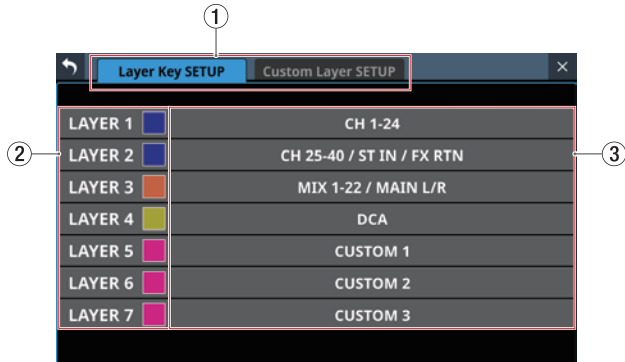 1
Layer Key SETUP Custom Layer SETUP ×
LAYER 1 CH 1-24
2 LAYER 2 CH 25-40 / ST IN / FX RTN 3
LAYER 3 MIX 1-22 / MAIN L/R
LAYER 4 DCA
LAYER 5 CUSTOM 1
LAYER 6 CUSTOM 2
LAYER 7 CUSTOM 3